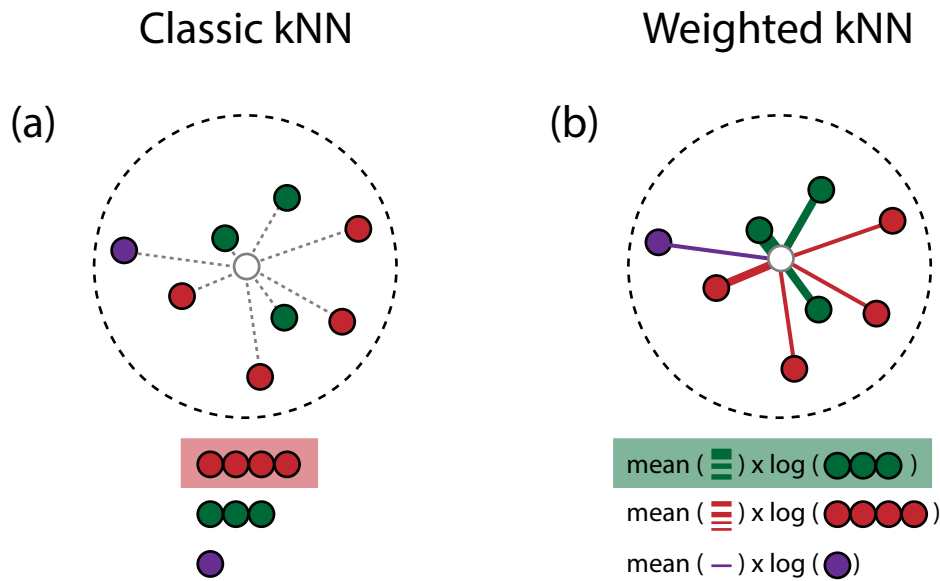 Classic kNN
Weighted kNN
(a)
(b)
mean ( ) x log ( )
mean ( ) x log ( )
mean ( ) x log ( )